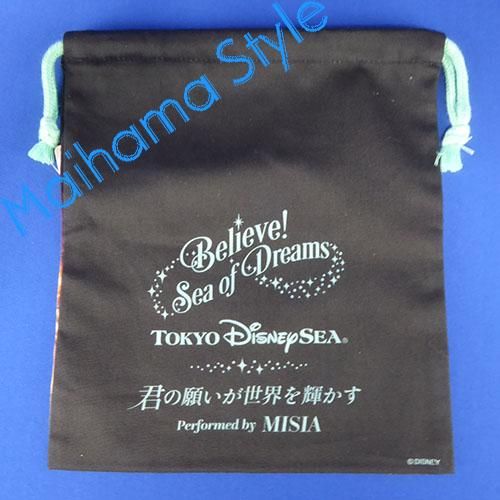 Maihama Style
Believe!
Sea of Dreams
TOKYO DISNEYSEA®
君の願いが世界を輝かす
Performed by MISIA
©DISNEY